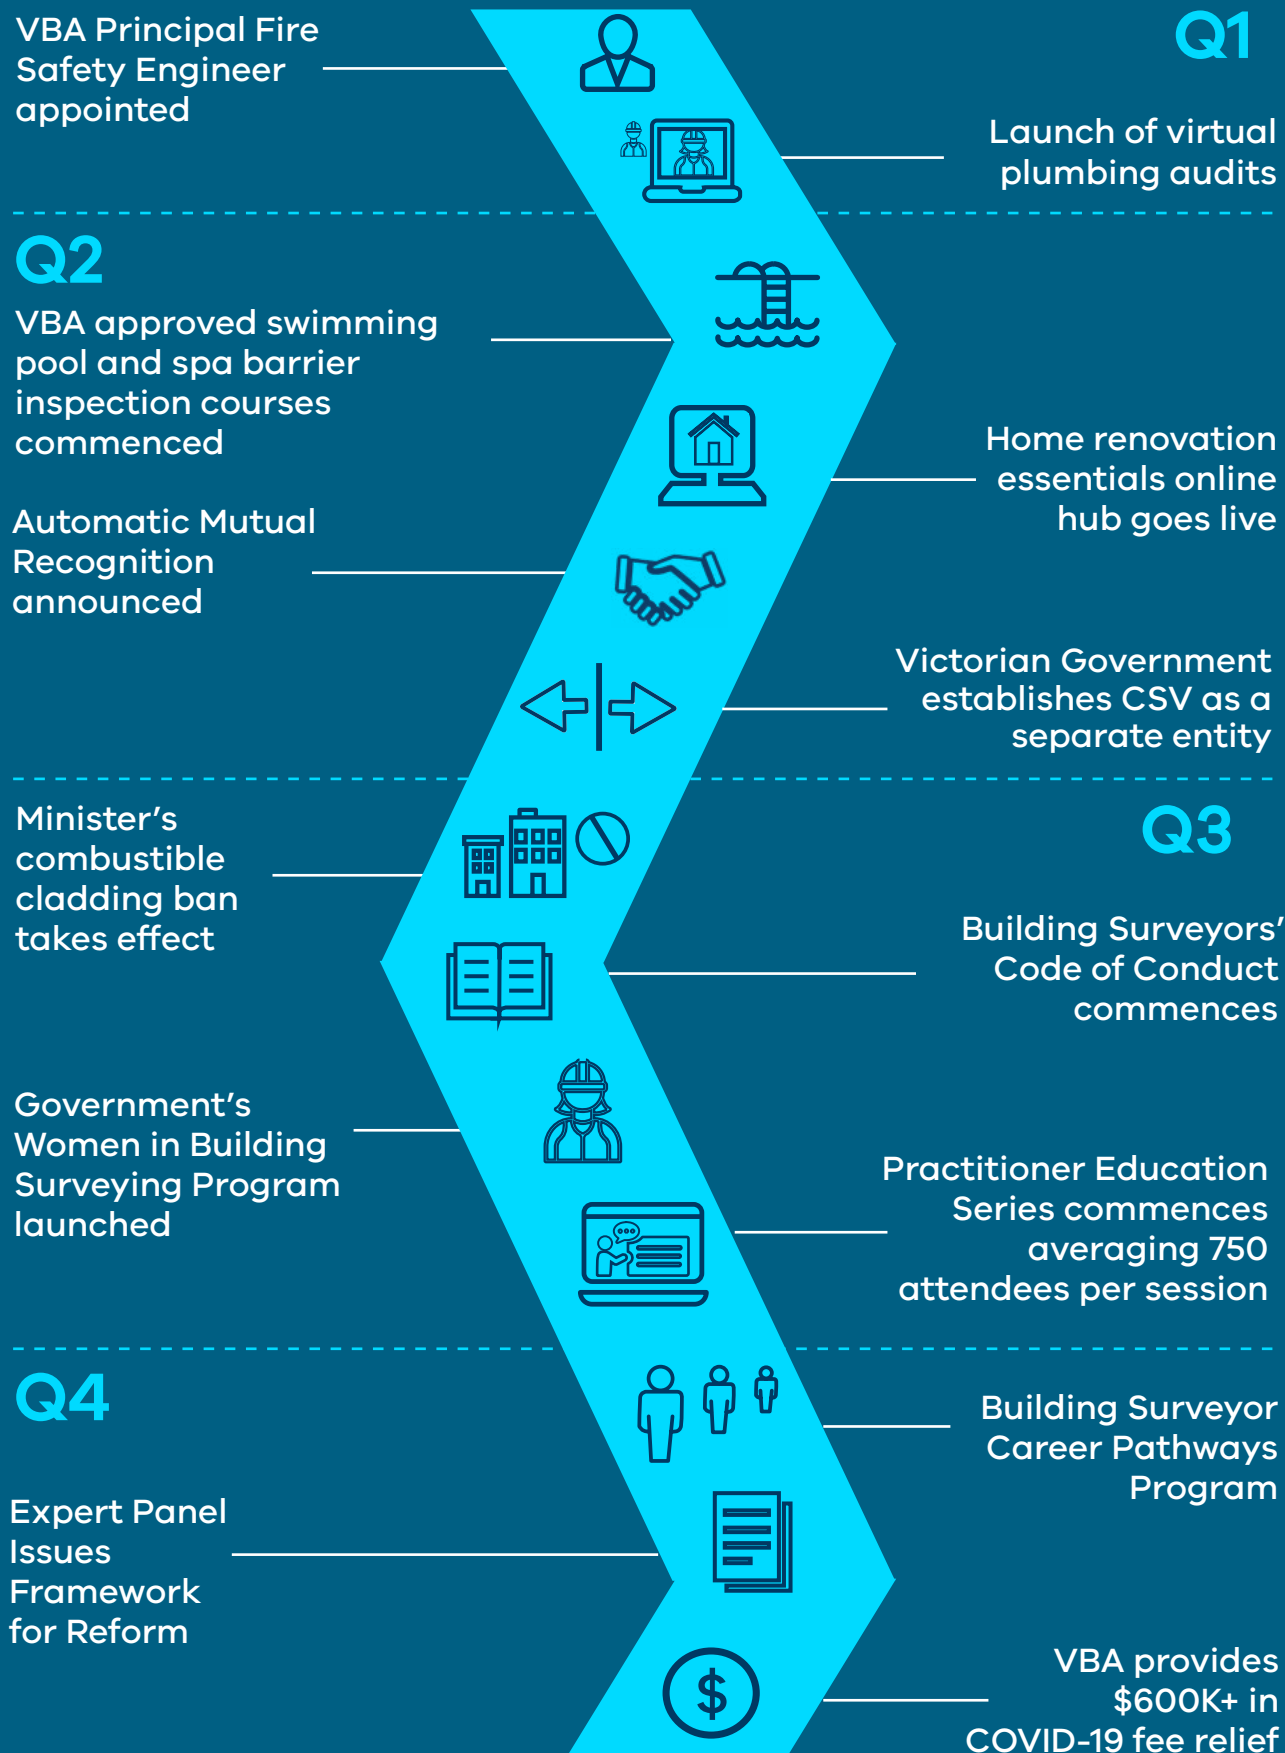 VBA Principal Fire
Safety Engineer
appointed
Q1
Launch of virtual
plumbing audits
Q2
VBA approved swimming
pool and spa barrier
inspection courses
commenced
Home renovation
essentials online
hub goes live
Automatic Mutual
Recognition
announced
Victorian Government
establishes CSV as a
separate entity
Minister’s
combustible
cladding ban
takes effect
Q3
Building Surveyors’
Code of Conduct
commences
Government’s
Women in Building
Surveying Program
launched
Practitioner Education
Series commences
averaging 750
attendees per session
Q4
Building Surveyor
Career Pathways
Program
Expert Panel
Issues
Framework
for Reform
$
VBA provides
$600K+ in
COVID-19 fee relief